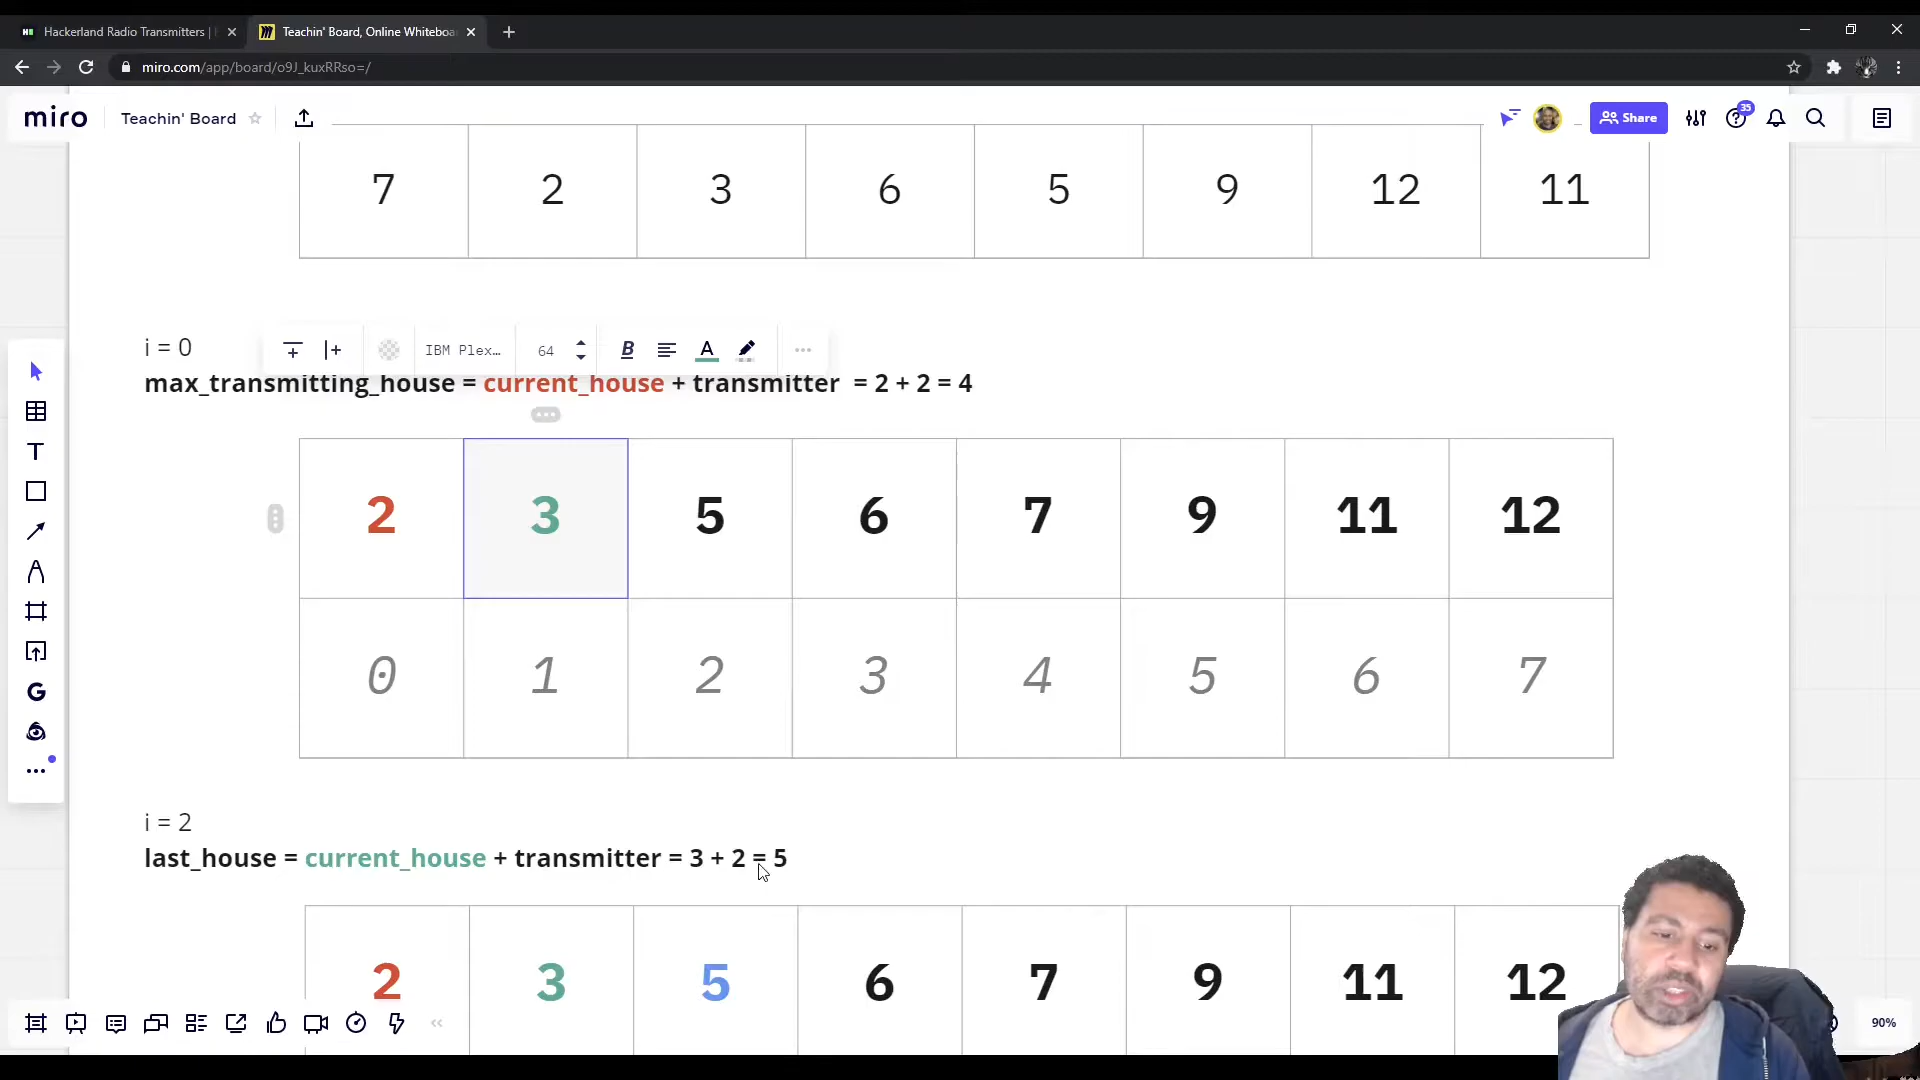 Hackerland Radio Transmitters |
Teachin' Board, Online Whiteboa
miro.com/app/board/o9J_kuxRRso=/
miro
Teachin' Board
Share
35
7 2 3 6 5 9 12 11
i = 0
IBM Plex...
64
B
A
max_transmitting_house = current_house + transmitter = 2 + 2 = 4
2 3 5 6 7 9 11 12
0 1 2 3 4 5 6 7
i = 2
last_house = current_house + transmitter = 3 + 2 = 5
2 3 5 6 7 9 11 12
90%